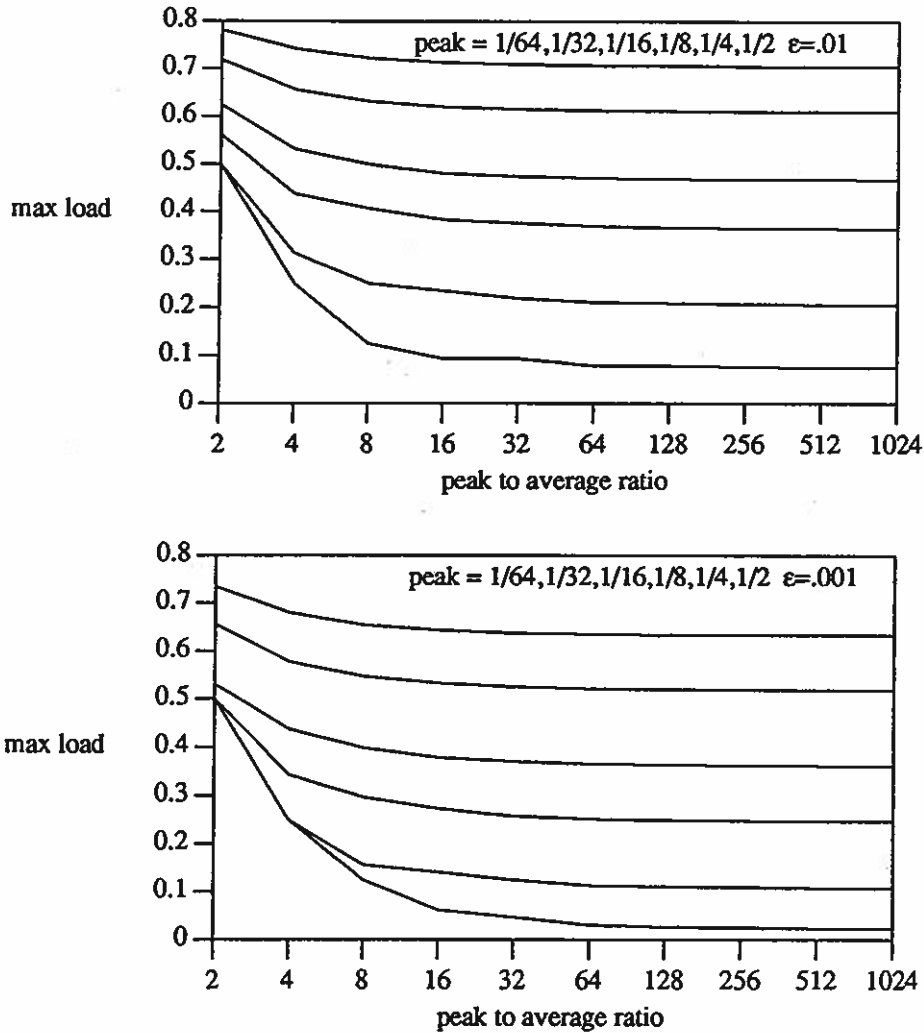 0.8
peak = 1/64,1/32,1/16,1/8,1/4,1/2 ε=.01
0.7
0.6
0.5
max load
0.4
0.3
0.2
0.1
0
2 4 8 16 32 64 128 256 512 1024
peak to average ratio
0.8
peak = 1/64,1/32,1/16,1/8,1/4,1/2 ε=.001
0.7
0.6
0.5
max load
0.4
0.3
0.2
0.1
0
2 4 8 16 32 64 128 256 512 1024
peak to average ratio